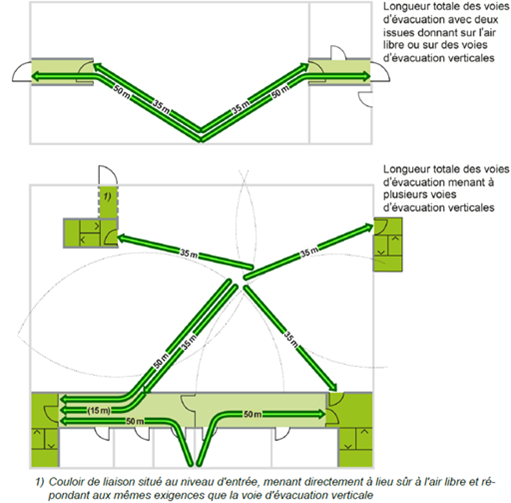 Longueur totale des voies
d'évacuation avec deux
issues donnant sur l'air
libre ou sur des voies
d'évacuation verticales
50 m
35 m
35 m
50 m
Longueur totale des voies
d'évacuation menant à
plusieurs voies
d'évacuation verticales
1)
35 m
35 m
50 m
35 m
35 m
(15 m)
50 m
50 m
1) Couloir de liaison situé au niveau d'entrée, menant directement à lieu sûr à l'air libre et ré-
pondant aux mêmes exigences que la voie d'évacuation verticale